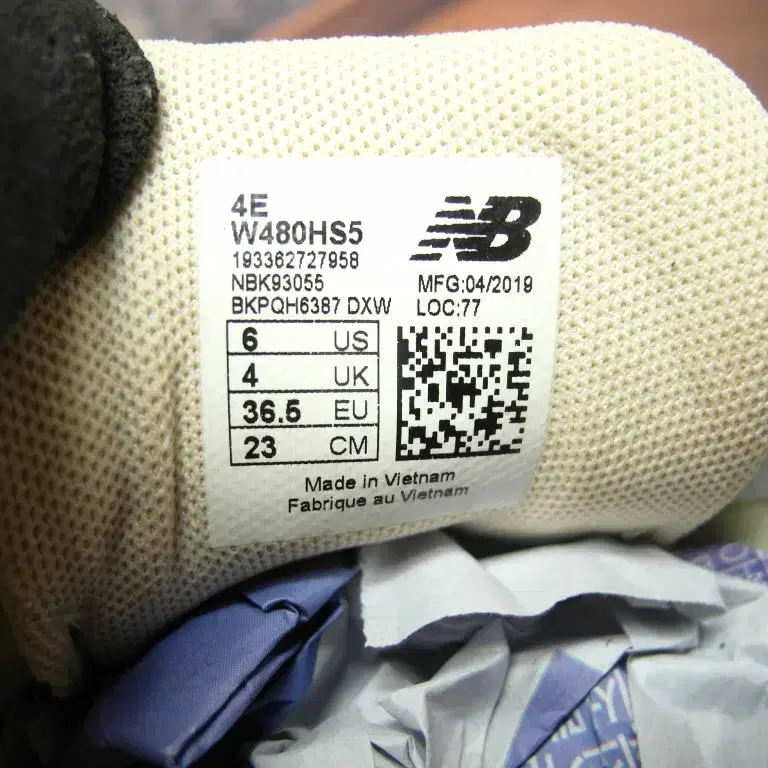 4E
W480HS5
193362727958
NBK93055
BKPQH6387 DXW
NB
MFG:04/2019
LOC:77
6 US
4 UK
36.5 EU
23 CM
Made in Vietnam
Fabrique au Vietnam